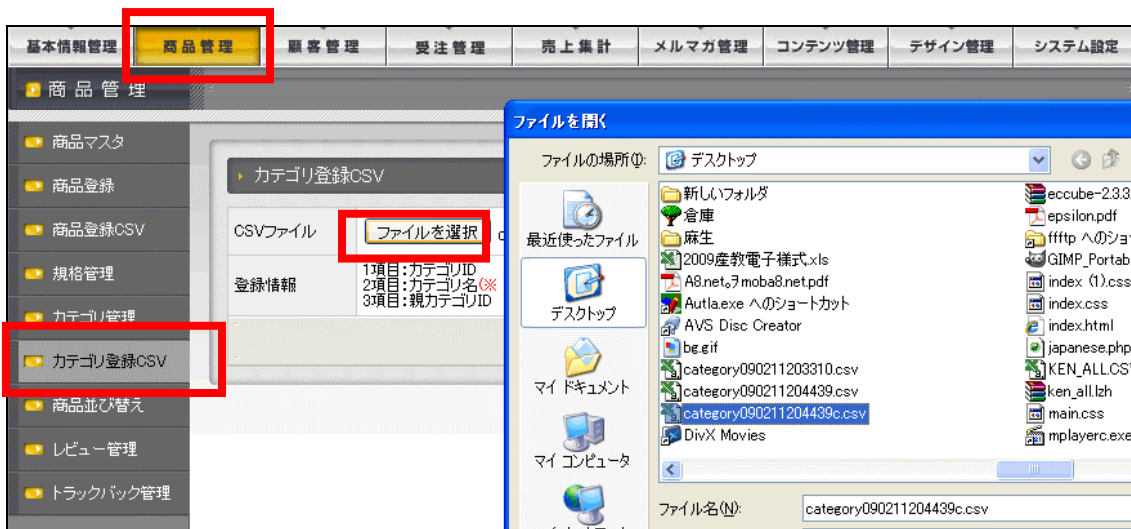 基本情報管理 商品管理 顧客管理 受注管理 売上集計 メルマガ管理 コンテンツ管理 デザイン管理 システム設定
商品管理
商品マスタ
商品登録
商品登録CSV
規格管理
カテゴリ管理
カテゴリ登録CSV
商品並び替え
レビュー管理
トラックバック管理
カテゴリ登録CSV
CSVファイル ファイルを選択
登録情報
1項目:カテゴリID
2項目:カテゴリ名(※
3項目:親カテゴリID
ファイルを開く
ファイルの場所(I): デスクトップ
最近使ったファイル
デスクトップ
マイ ドキュメント
マイ コンピュータ
新しいフォルダ
倉庫
麻生
2009産教電子様式.xls
A8.net。ヲmoba8.net.pdf
Autla.exe へのショートカット
AVS Disc Creator
bg.gif
category090211203310.csv
category090211204439.csv
category090211204439c.csv
DivX Movies
eccube-2.3.3
epsilon.pdf
ffftp へのショー
GIMP_Portab
index (1).css
index.css
index.html
japanese.php
KEN_ALL.CSV
ken_all.lzh
main.css
mplayerc.exe
ファイル名(N): category090211204439c.csv